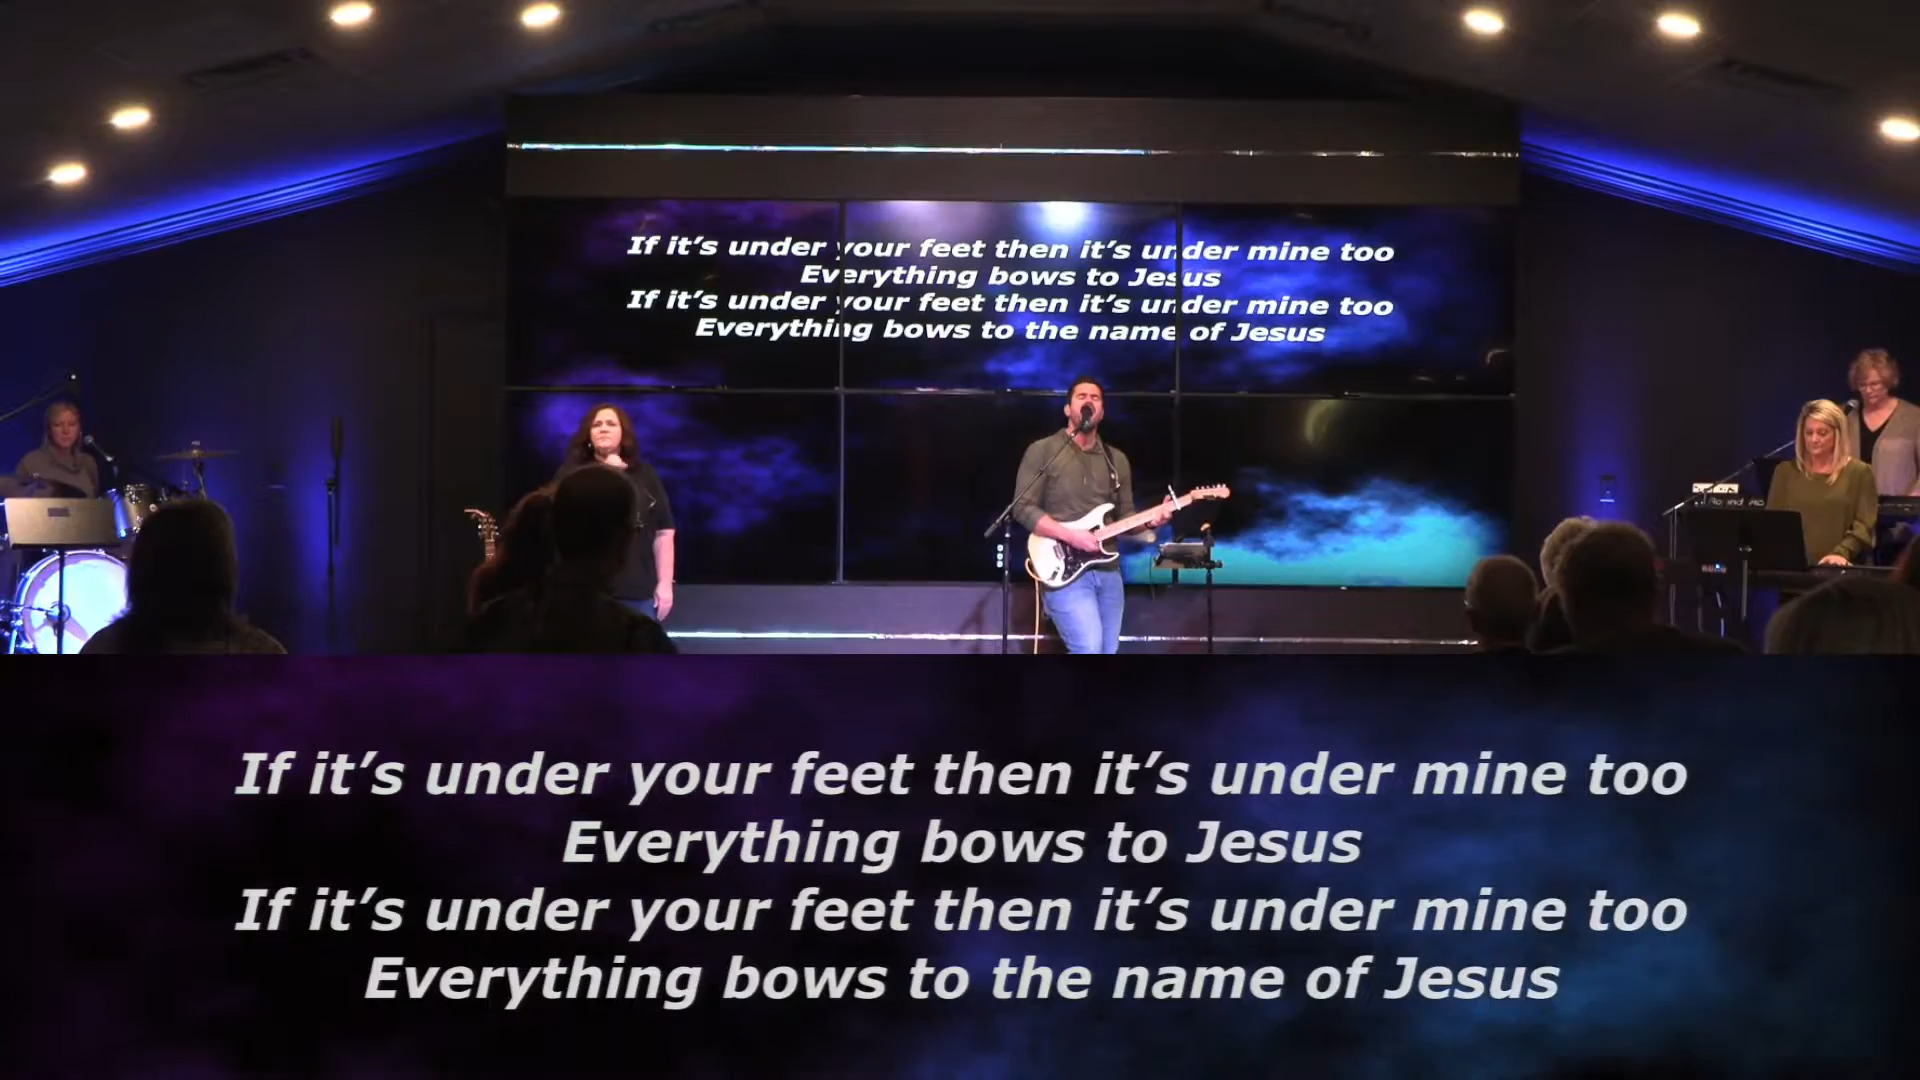 If it's under your feet then it's under mine too
Everything bows to Jesus
If it's under your feet then it's under mine too
Everything bows to the name of Jesus
If it’s under your feet then it’s under mine too
Everything bows to Jesus
If it’s under your feet then it’s under mine too
Everything bows to the name of Jesus